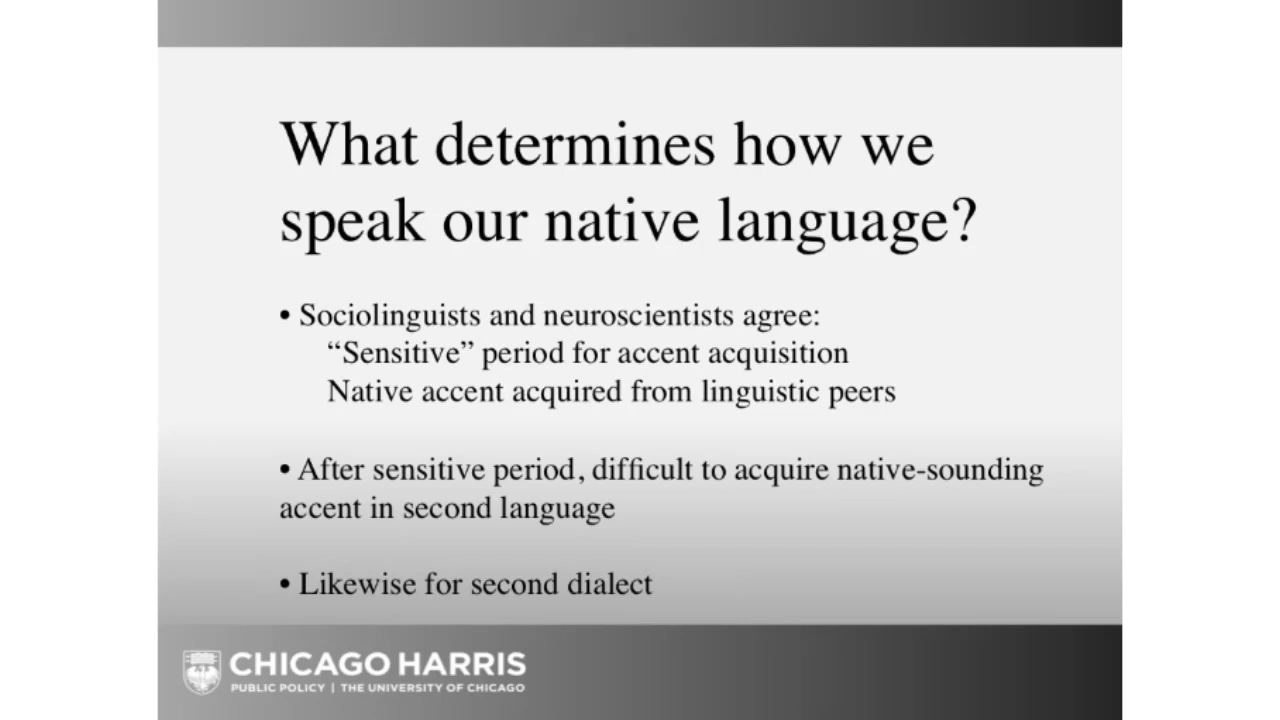 What determines how we
speak our native language?
• Sociolinguists and neuroscientists agree:
“Sensitive” period for accent acquisition
Native accent acquired from linguistic peers
• After sensitive period, difficult to acquire native-sounding
accent in second language
• Likewise for second dialect
CHICAGO HARRIS
PUBLIC POLICY | THE UNIVERSITY OF CHICAGO